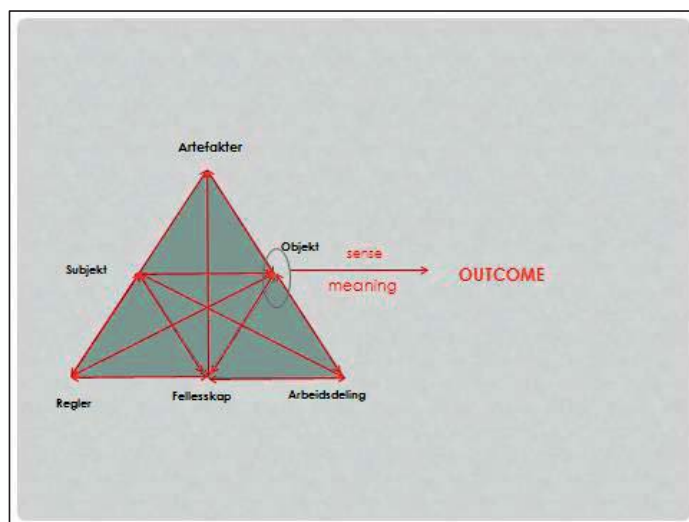 Artefakter
Objekt
Subjekt
sense
meaning
OUTCOME
Regler
Fellesskap
Arbeidsdeling